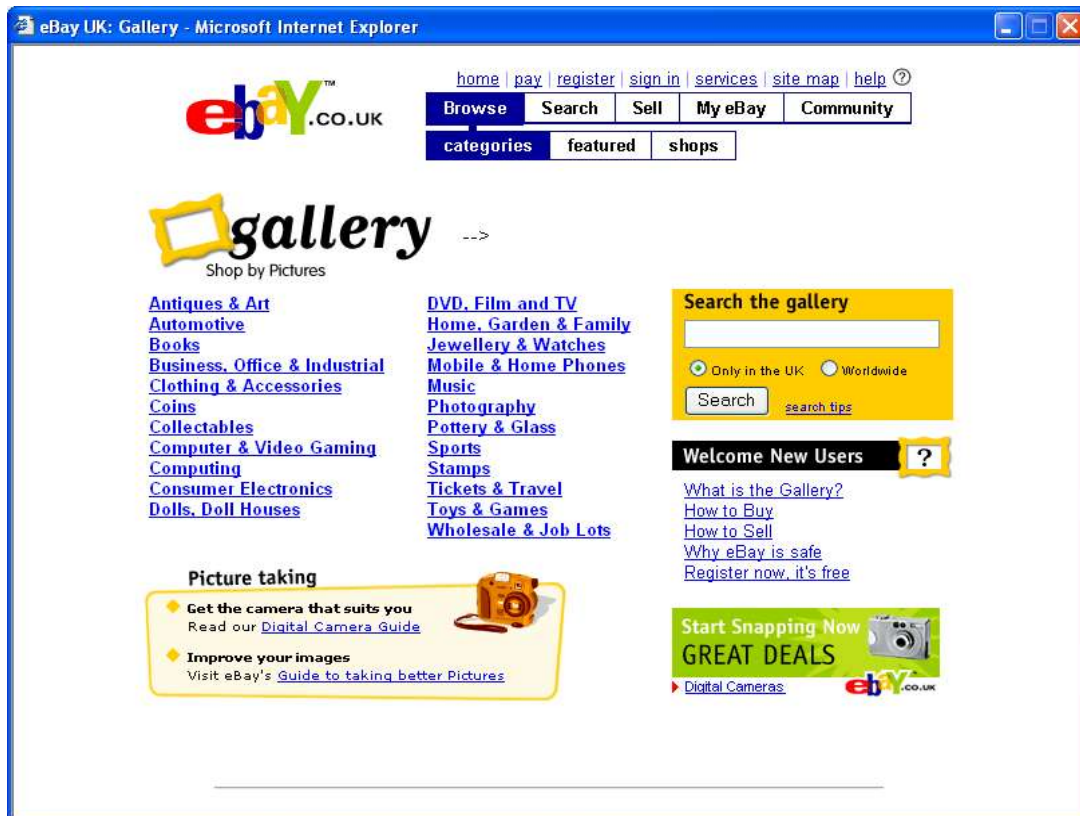 eBay UK: Gallery - Microsoft Internet Explorer
home | pay | register | sign in | services | site map | help ?
ebaY™.co.uk
Browse Search Sell My eBay Community
categories featured shops
gallery -->
Shop by Pictures
Antiques & Art
Automotive
Books
Business, Office & Industrial
Clothing & Accessories
Coins
Collectables
Computer & Video Gaming
Computing
Consumer Electronics
Dolls, Doll Houses
DVD, Film and TV
Home, Garden & Family
Jewellery & Watches
Mobile & Home Phones
Music
Photography
Pottery & Glass
Sports
Stamps
Tickets & Travel
Toys & Games
Wholesale & Job Lots
Search the gallery
Only in the UK Worldwide
Search search tips
Welcome New Users ?
What is the Gallery?
How to Buy
How to Sell
Why eBay is safe
Register now, it's free
Picture taking
Get the camera that suits you
Read our Digital Camera Guide
Improve your images
Visit eBay's Guide to taking better Pictures
Start Snapping Now
GREAT DEALS
Digital Cameras ebaY.co.uk